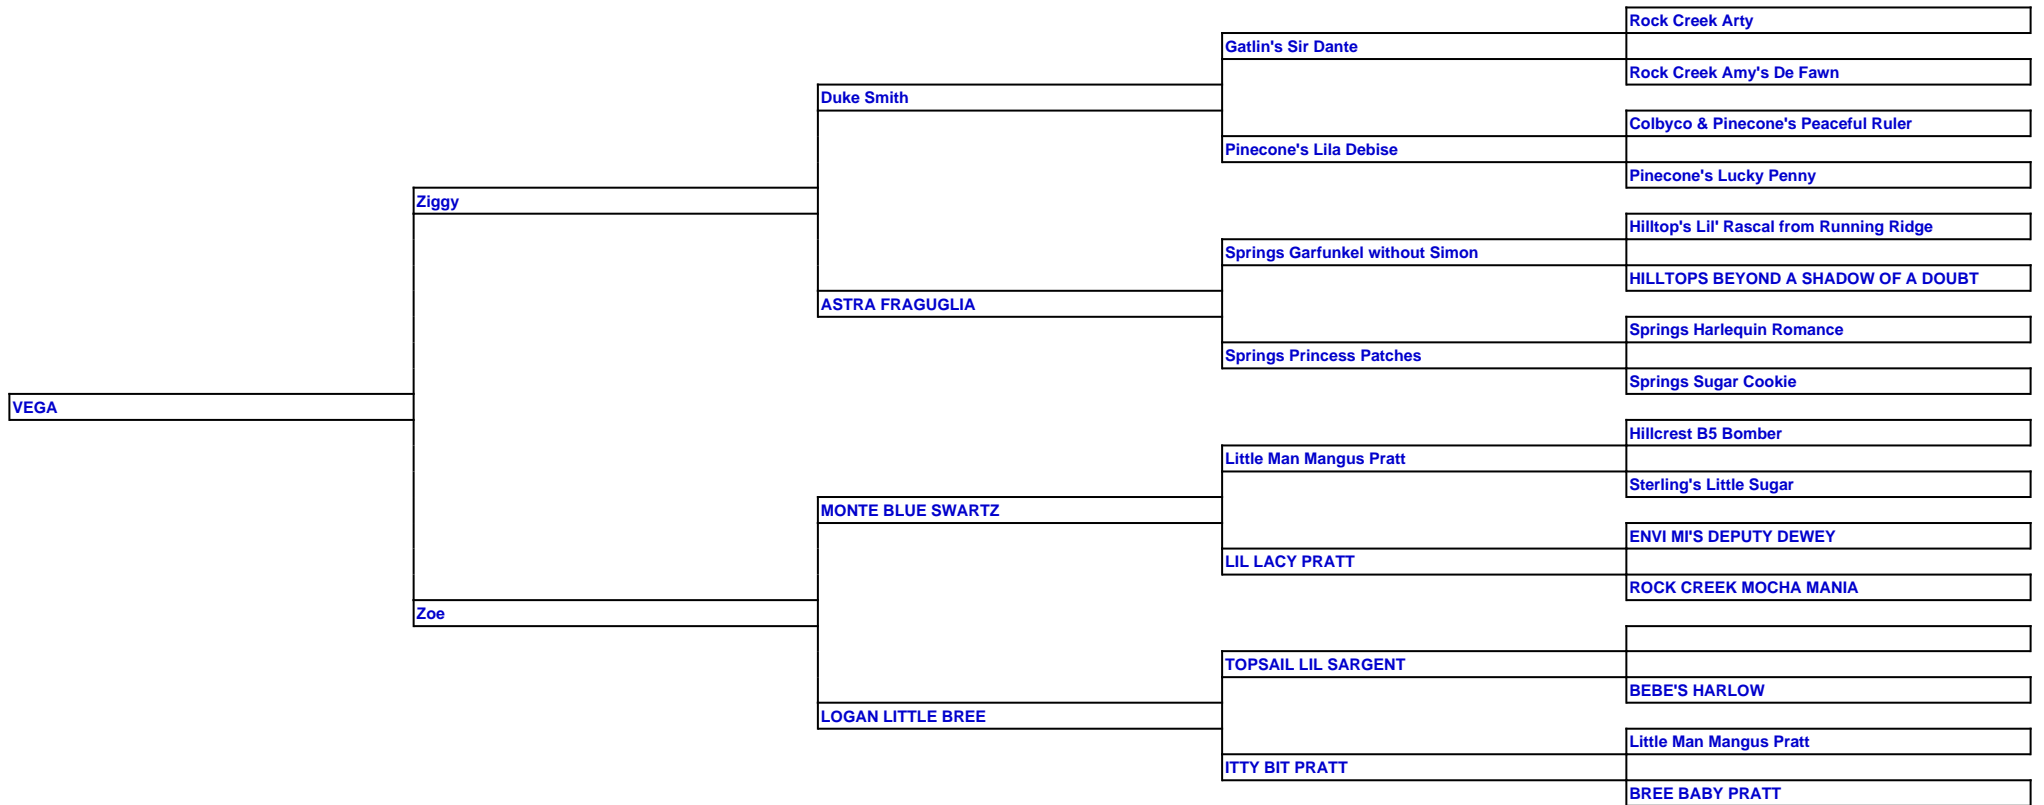 Rock Creek Arty
Gatlin's Sir Dante
Rock Creek Amy's De Fawn
Duke Smith
Colbyco & Pinecone's Peaceful Ruler
Pinecone's Lila Debise
Pinecone's Lucky Penny
Ziggy
Hilltop's Lil' Rascal from Running Ridge
Springs Garfunkel without Simon
HILLTOPS BEYOND A SHADOW OF A DOUBT
ASTRA FRAGUGLIA
Springs Harlequin Romance
Springs Princess Patches
Springs Sugar Cookie
VEGA
Hillcrest B5 Bomber
Little Man Mangus Pratt
Sterling's Little Sugar
MONTE BLUE SWARTZ
ENVI MI'S DEPUTY DEWEY
LIL LACY PRATT
ROCK CREEK MOCHA MANIA
Zoe
TOPSAIL LIL SARGENT
BEBE'S HARLOW
LOGAN LITTLE BREE
Little Man Mangus Pratt
ITTY BIT PRATT
BREE BABY PRATT